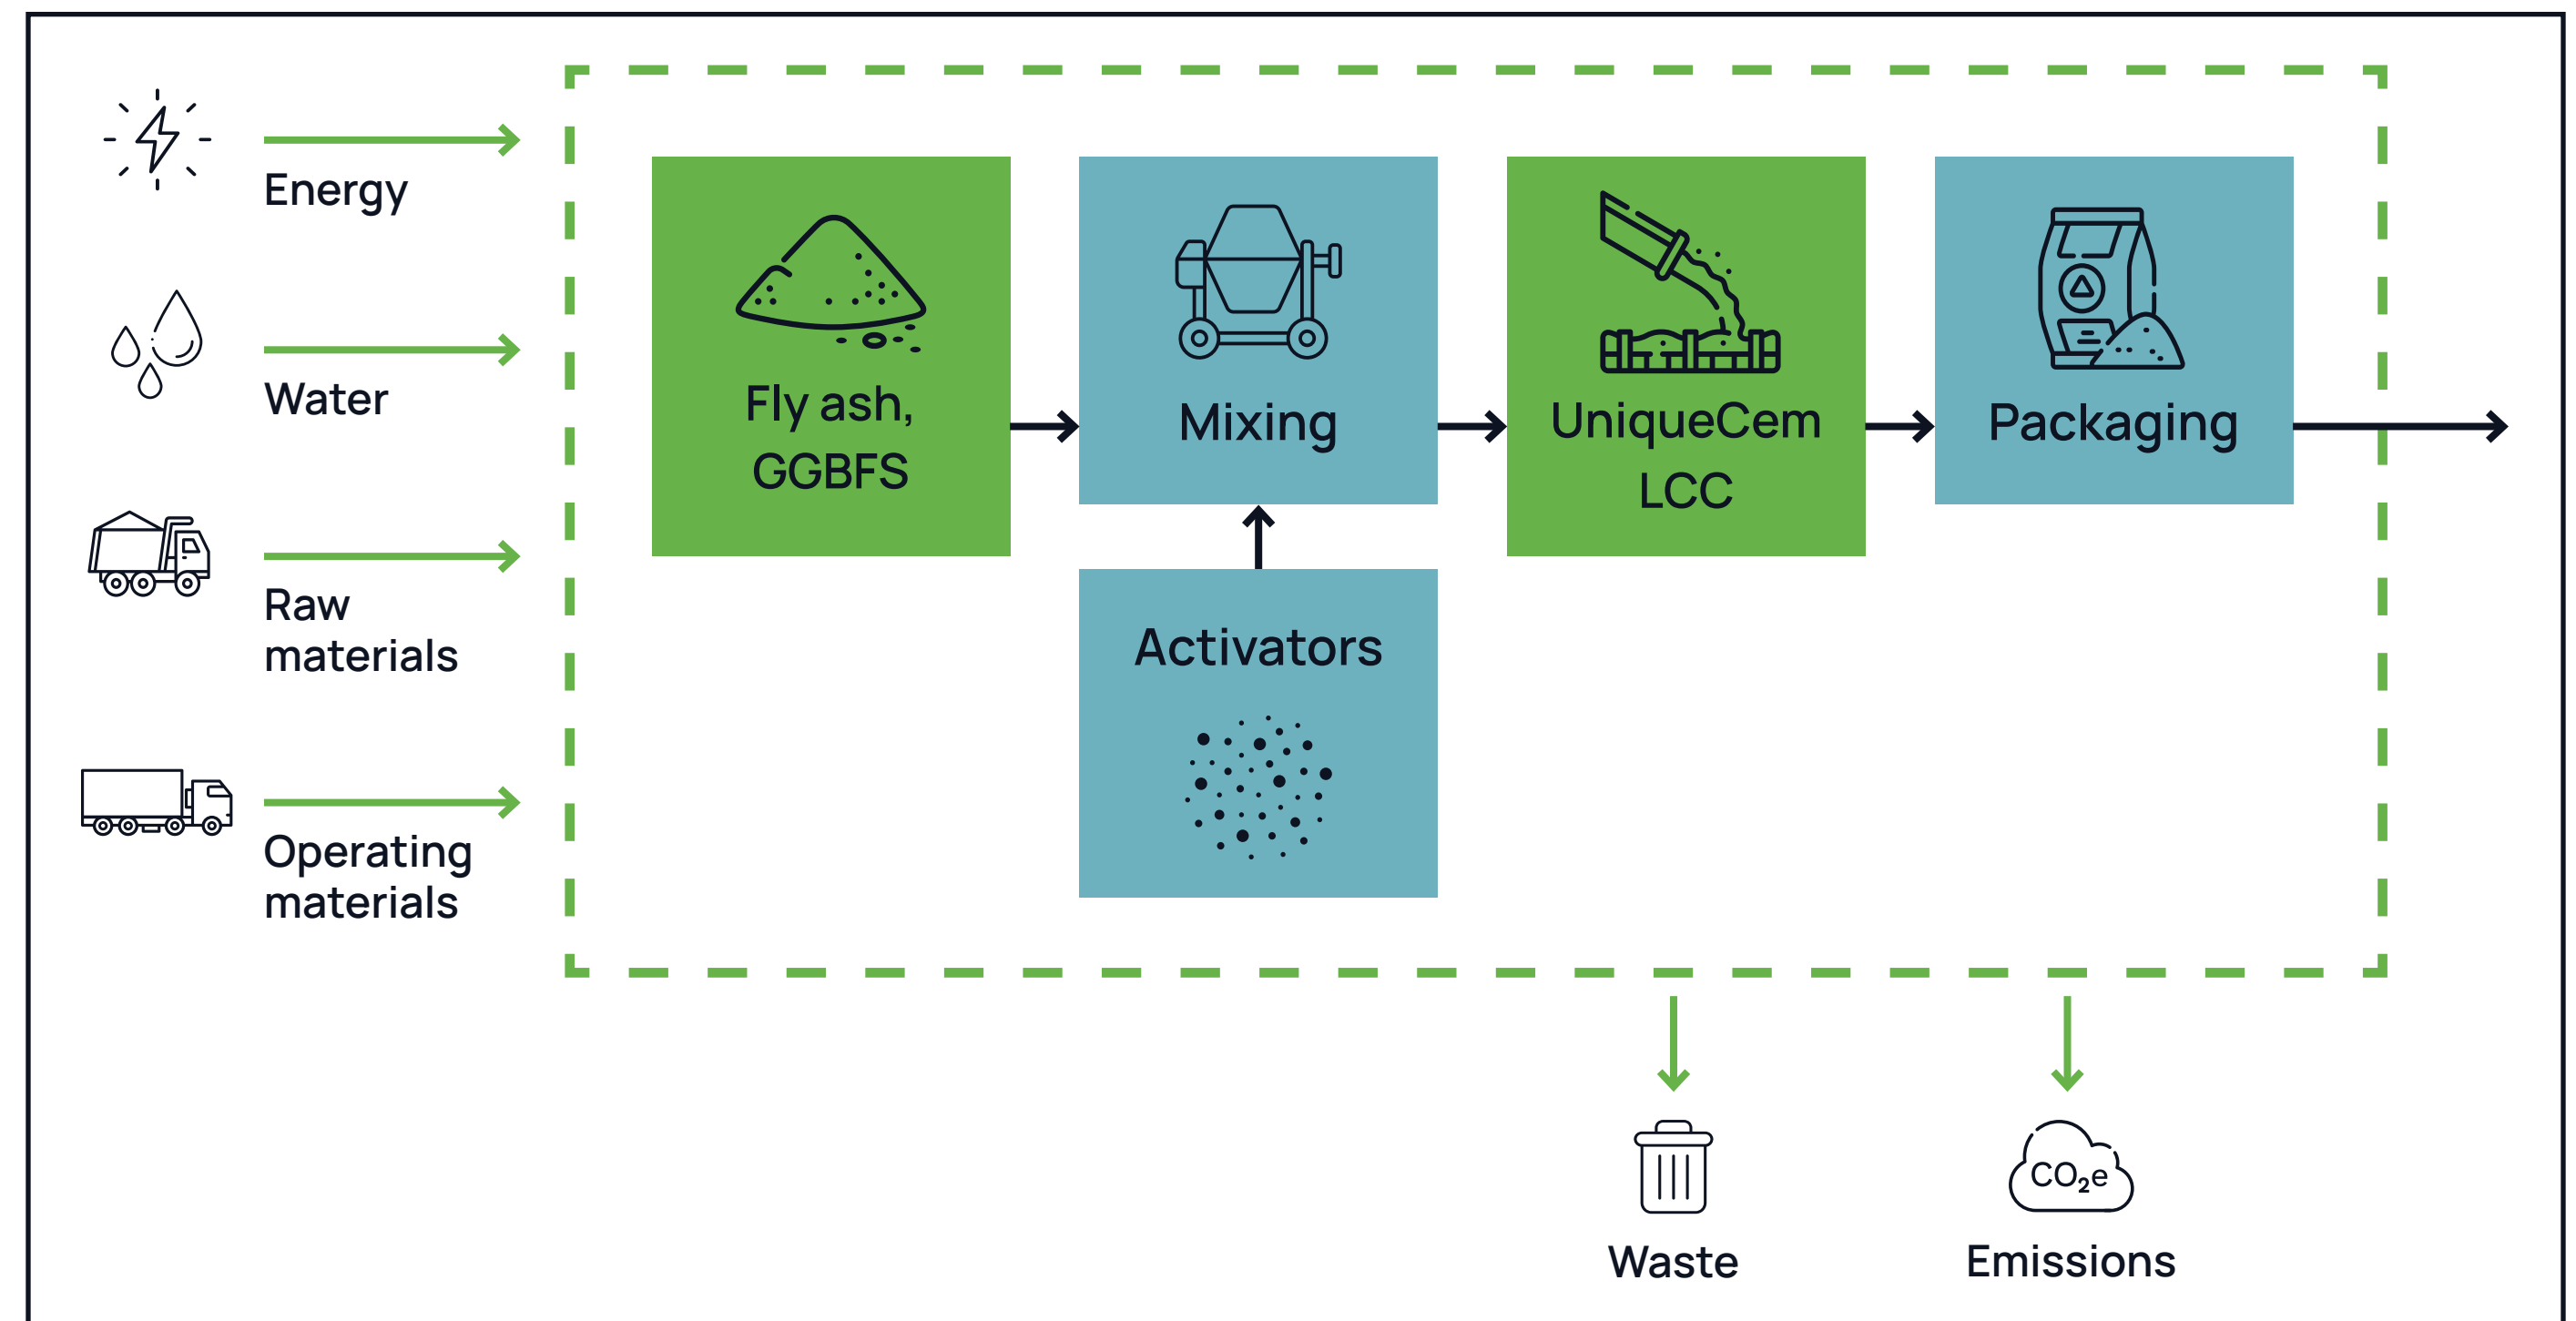 Energy
Water
Raw
materials
Operating
materials
Fly ash,
GGBFS
Mixing
UniqueCem
LCC
Packaging
Activators
CO₂e
Waste
Emissions